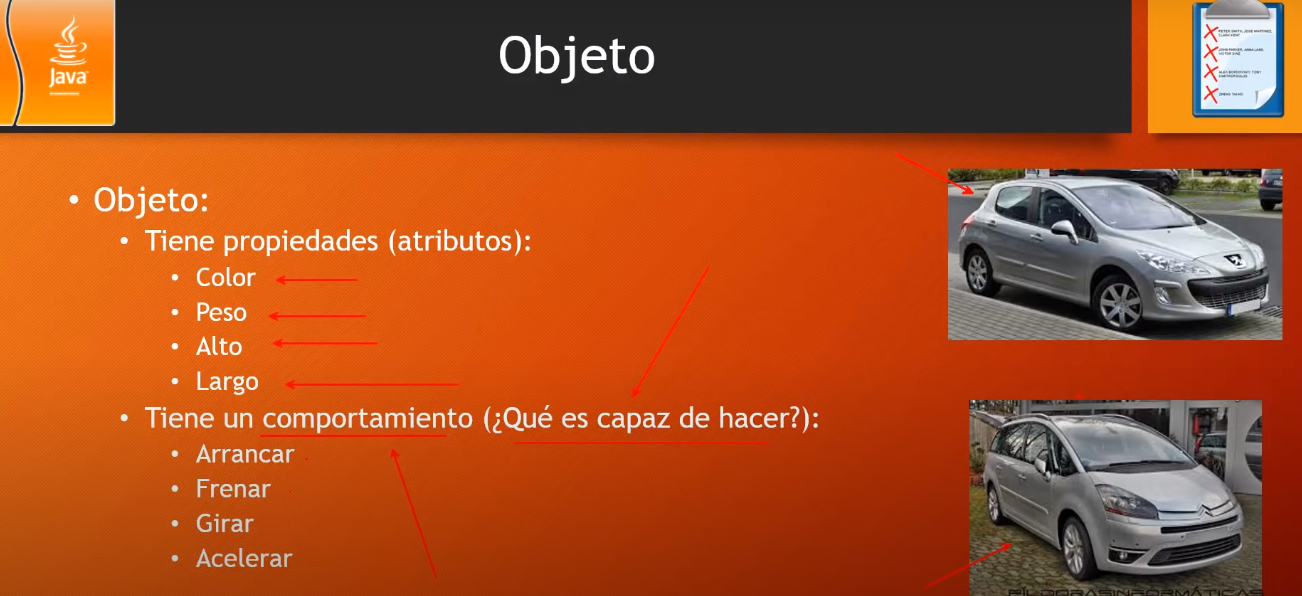 Java
Objeto
• Objeto:
• Tiene propiedades (atributos):
• Color
• Peso
• Alto
• Largo
• Tiene un comportamiento (¿Qué es capaz de hacer?):
• Arrancar
• Frenar
• Girar
• Acelerar
PÍLDORASINFORMÁTICAS